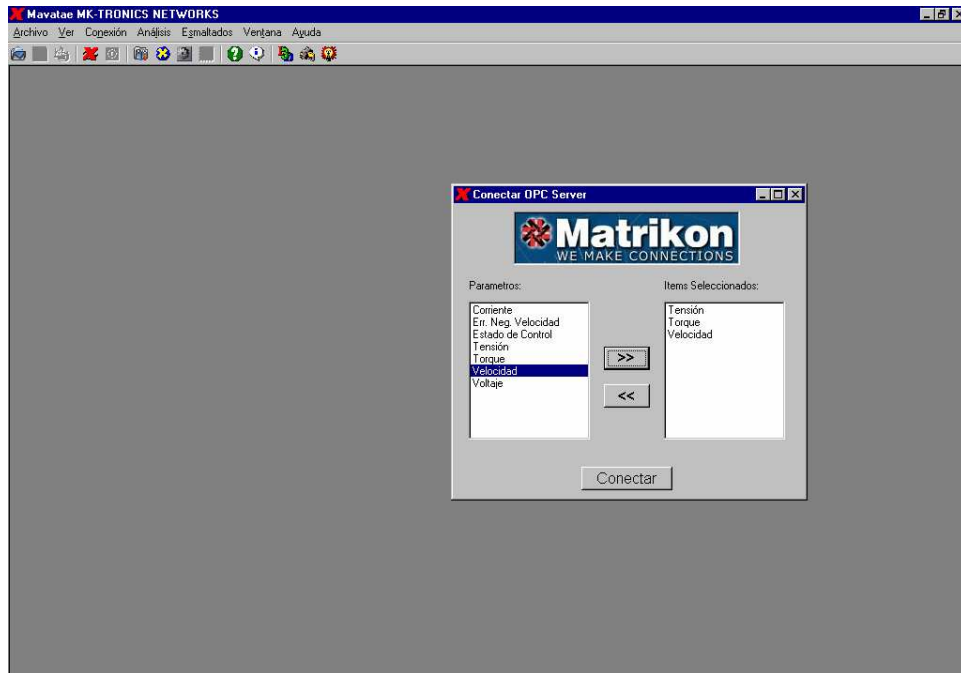 Mavatae MK-TRONICS NETWORKS
Archivo Ver Conexión Análisis Esmaltados Ventana Ayuda
Conectar OPC Server
Matrikon
WE MAKE CONNECTIONS
Parametros:
Corriente
Err. Neg. Velocidad
Estado de Control
Tensión
Torque
Velocidad
Voltaje
>>
<<
Items Seleccionados:
Tensión
Torque
Velocidad
Conectar